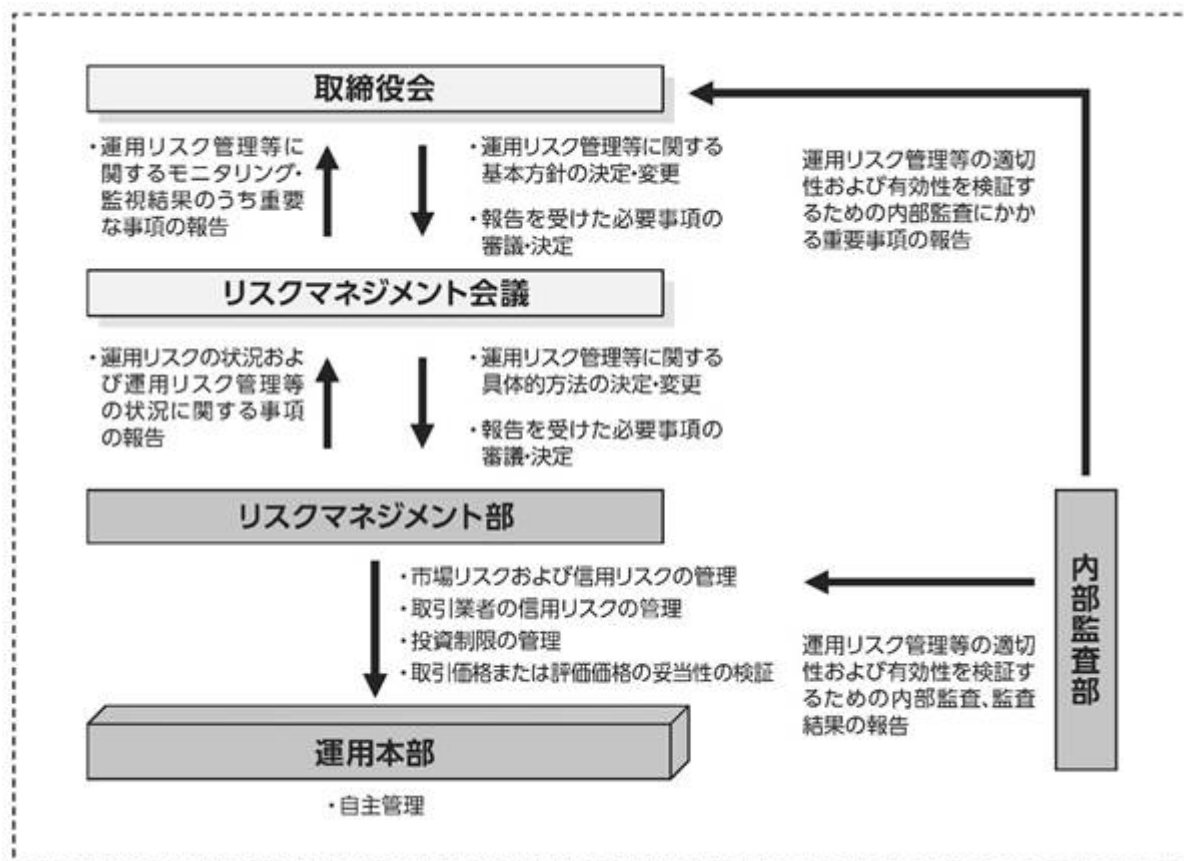 取締役会
・運用リスク管理等に
関するモニタリング・
監視結果のうち重要
な事項の報告
・運用リスク管理等に関する
基本方針の決定・変更
・報告を受けた必要事項の
審議・決定
運用リスク管理等の適切
性および有効性を検証す
るための内部監査にかか
る重要事項の報告
リスクマネジメント会議
・運用リスクの状況およ
び運用リスク管理等
の状況に関する事項
の報告
・運用リスク管理等に関する
具体的方法の決定・変更
・報告を受けた必要事項の
審議・決定
リスクマネジメント部
・市場リスクおよび信用リスクの管理
・取引業者の信用リスクの管理
・投資制限の管理
・取引価格または評価価格の妥当性の検証
運用リスク管理等の適切
性および有効性を検証す
るための内部監査、監査
結果の報告
内部監査部
運用本部
・自主管理